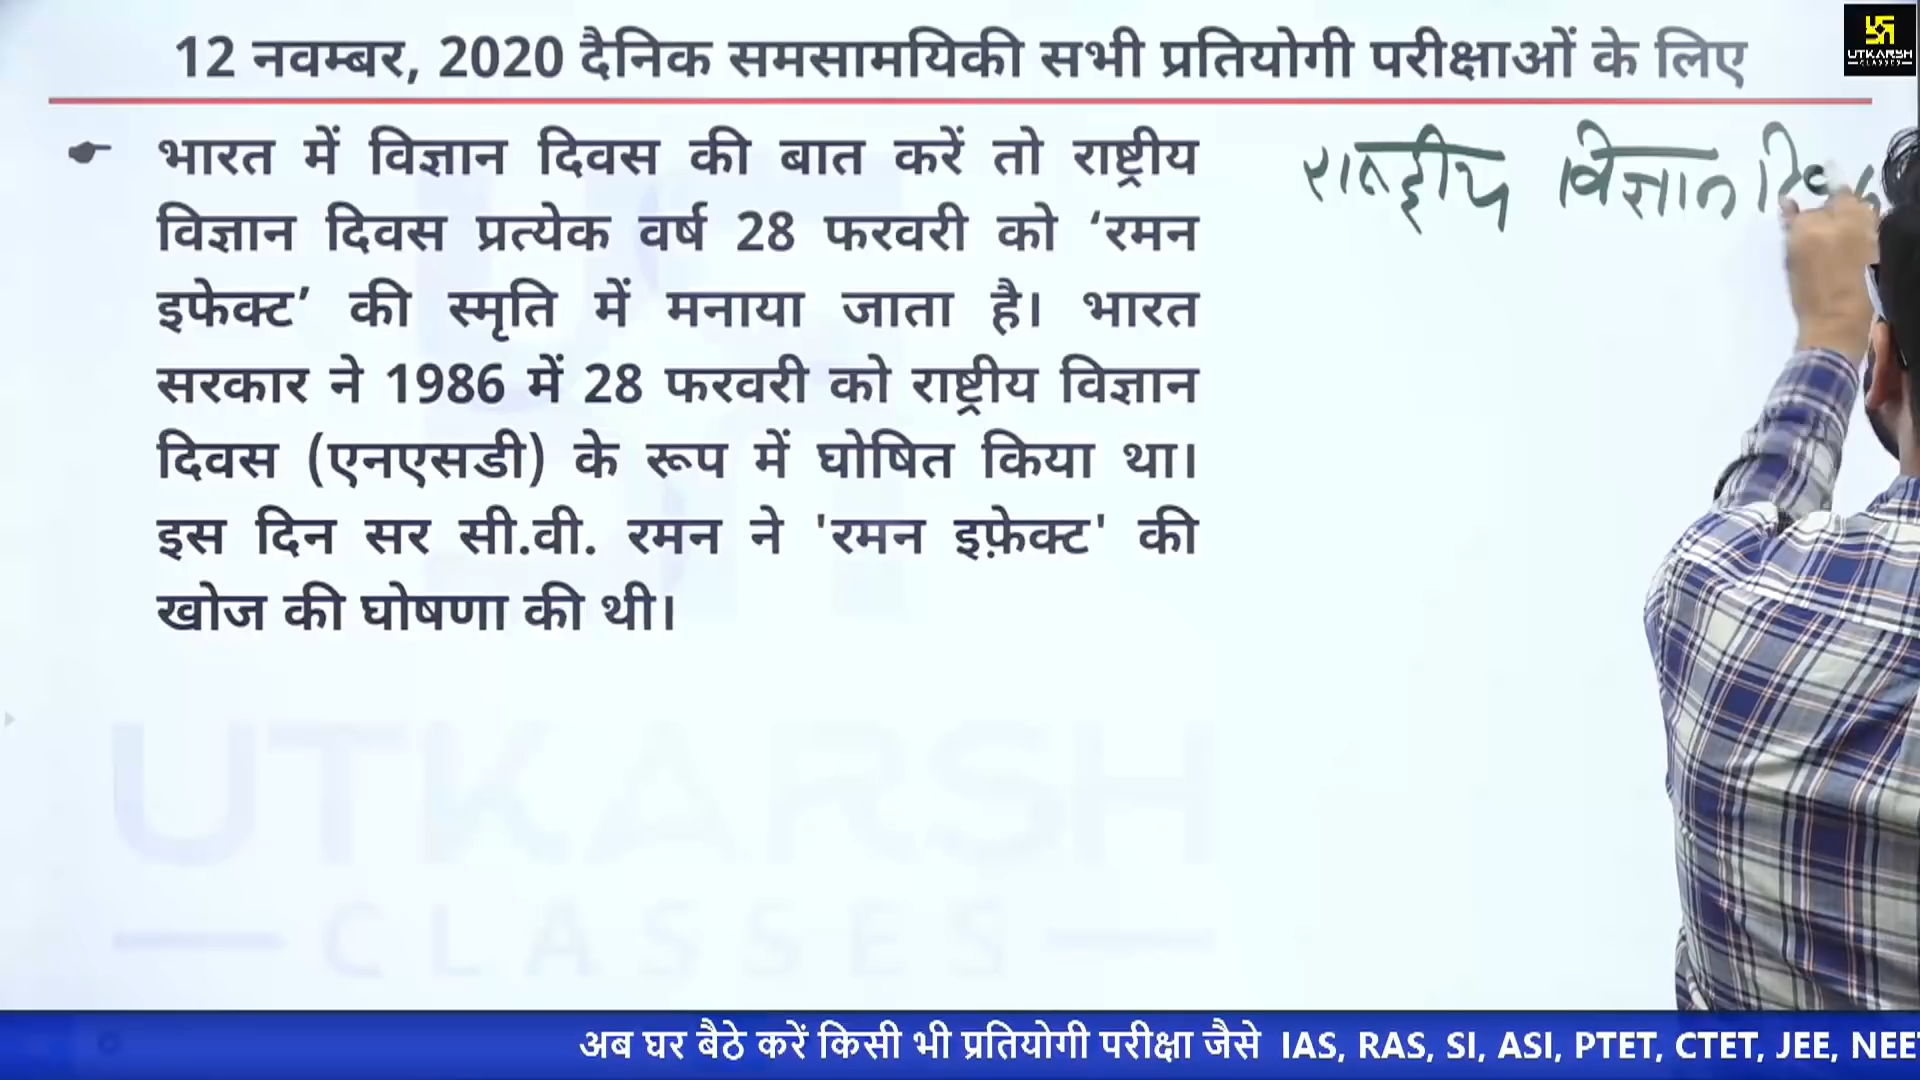 12 नवम्बर, 2020 दैनिक समसामयिकी सभी प्रतियोगी परीक्षाओं के लिए
UTKARSH
CLASSES
भारत में विज्ञान दिवस की बात करें तो राष्ट्रीय
विज्ञान दिवस प्रत्येक वर्ष 28 फरवरी को ‘रमन
इफेक्ट’ की स्मृति में मनाया जाता है। भारत
सरकार ने 1986 में 28 फरवरी को राष्ट्रीय विज्ञान
दिवस (एनएसडी) के रूप में घोषित किया था।
इस दिन सर सी.वी. रमन ने 'रमन इफ़ेक्ट' की
खोज की घोषणा की थी।
राष्ट्रीय विज्ञान
UTKARSH
CLASSES
अब घर बैठे करें किसी भी प्रतियोगी परीक्षा जैसे IAS, RAS, SI, ASI, PTET, CTET, JEE, NEET